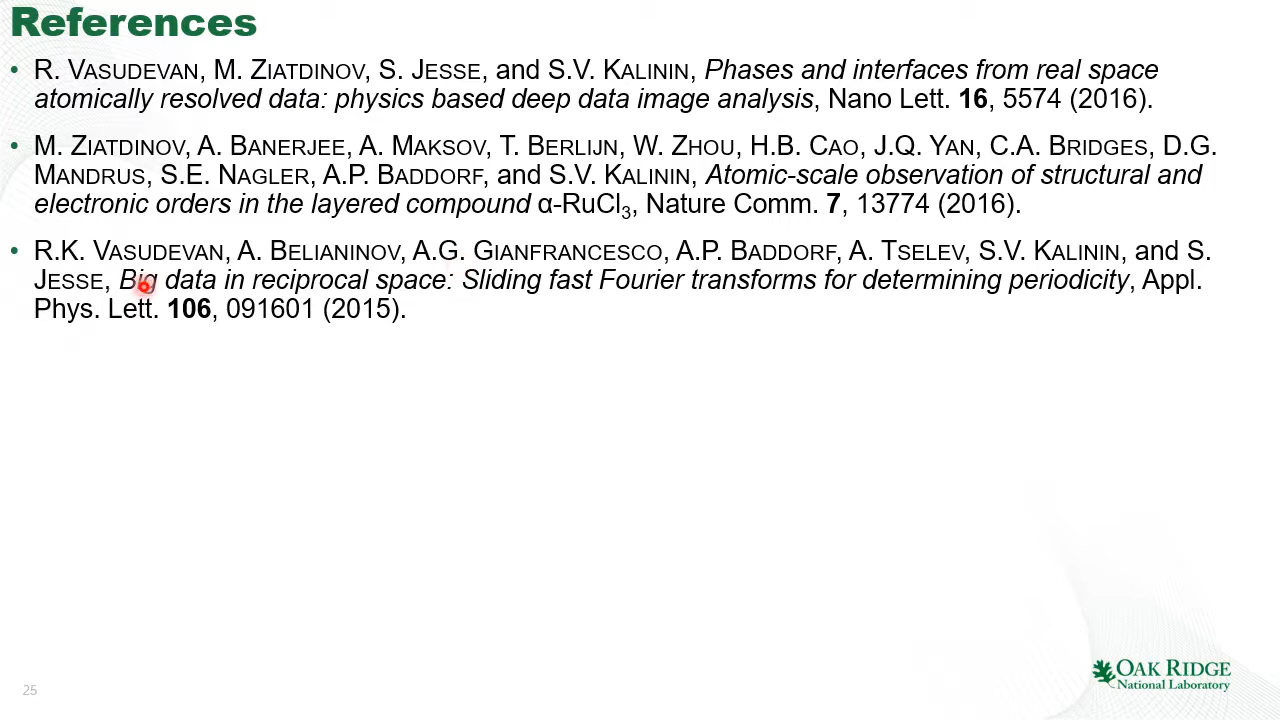 References
• R. VASUDEVAN, M. ZIATDINOV, S. JESSE, and S.V. KALININ, Phases and interfaces from real space
atomically resolved data: physics based deep data image analysis, Nano Lett. 16, 5574 (2016).
• M. ZIATDINOV, A. BANERJEE, A. MAKSOV, T. BERLIJN, W. ZHOU, H.B. CAO, J.Q. YAN, C.A. BRIDGES, D.G.
MANDRUS, S.E. NAGLER, A.P. BADDORF, and S.V. KALININ, Atomic-scale observation of structural and
electronic orders in the layered compound α-RuCl₃, Nature Comm. 7, 13774 (2016).
• R.K. VASUDEVAN, A. BELIANINOV, A.G. GIANFRANCESCO, A.P. BADDORF, A. TSELEV, S.V. KALININ, and S.
JESSE, Big data in reciprocal space: Sliding fast Fourier transforms for determining periodicity, Appl.
Phys. Lett. 106, 091601 (2015).
25
OAK RIDGE
National Laboratory